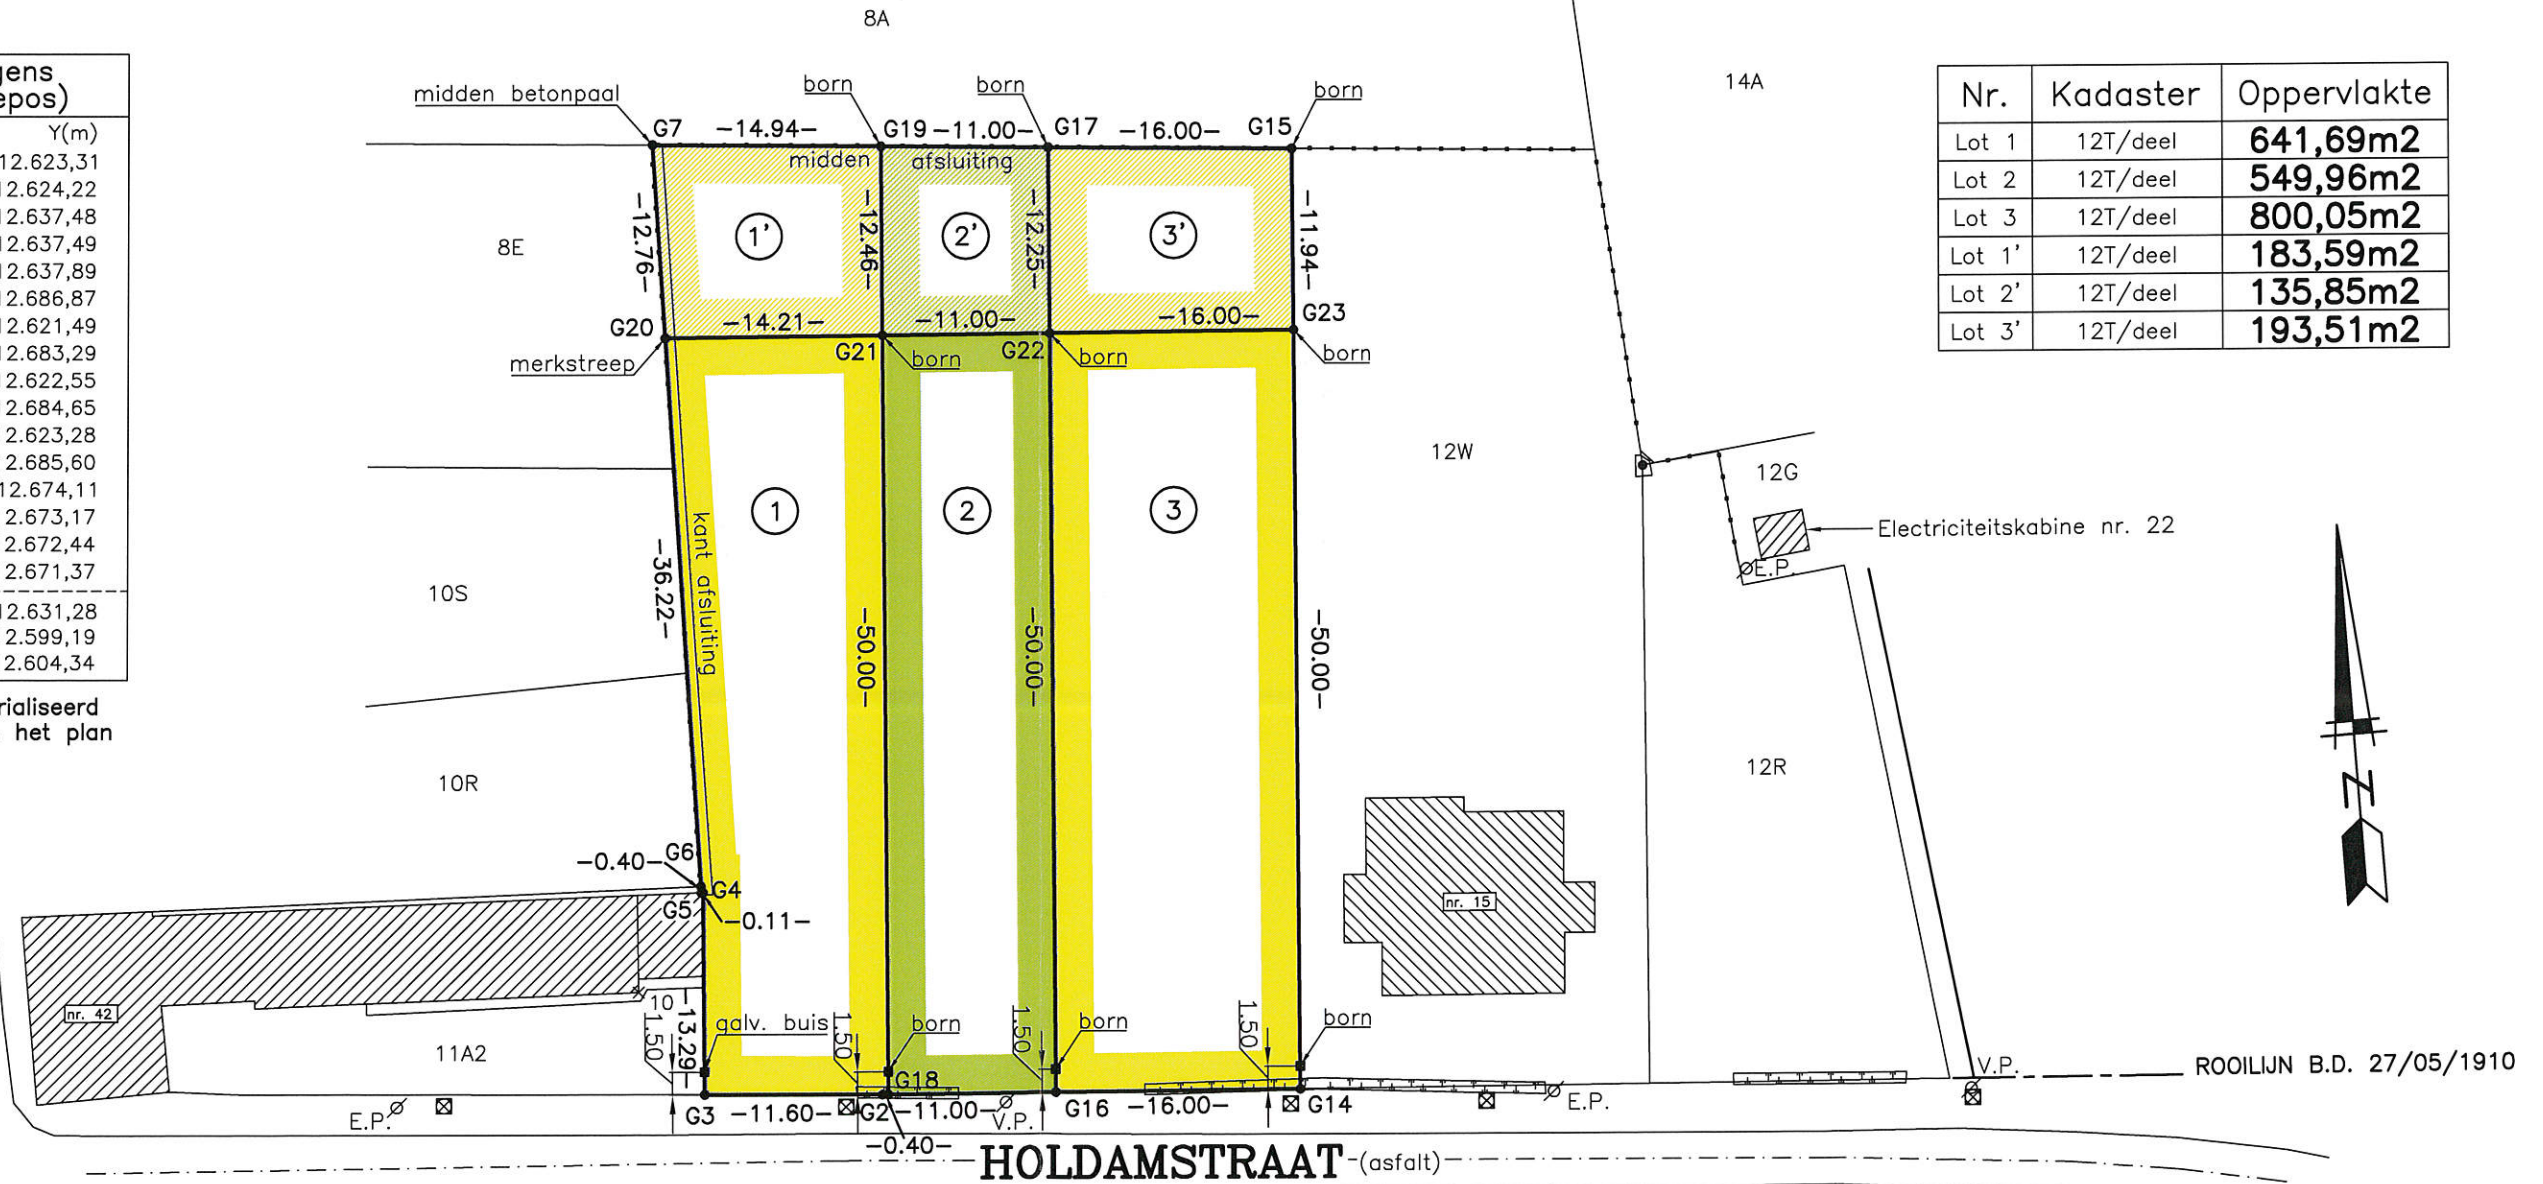 8A
gens
epos)
Y(m)
12.623,31
12.624,22
12.637,48
12.637,49
12.637,89
12.686,87
12.621,49
12.683,29
12.622,55
12.684,65
2.623,28
2.685,60
12.674,11
2.673,17
2.672,44
2.671,37
12.631,28
2.599,19
2.604,34
rialiseerd
het plan
midden betonpaal
born
born
born
G7 -14.94- G19 -11.00- G17 -16.00- G15
midden afsluiting
-12.76-
-12.46-
-12.25-
-11.94-
1'
2'
3'
8E
G20 -14.21- -11.00- -16.00- G23
merkstreep
G21
born
G22
born
born
14A
Nr. Kadaster Oppervlakte
Lot 1 12T/deel 641,69m2
Lot 2 12T/deel 549,96m2
Lot 3 12T/deel 800,05m2
Lot 1' 12T/deel 183,59m2
Lot 2' 12T/deel 135,85m2
Lot 3' 12T/deel 193,51m2
12W
12G
Electriciteitskabine nr. 22
E.P.
1
2
3
kant afsluiting
-36.22-
-50.00-
-50.00-
-50.00-
10S
10R
12R
N
-0.40-
G6
G4
G5
-0.11-
nr. 15
nr. 42
10
11A2
-13.29-
1.50
galv. buis
1.50
born
1.50
born
1.50
born
G18
V.P.
ROOILIJN B.D. 27/05/1910
E.P.
G3 -11.60- G2 -11.00- G16 -16.00- G14
V.P.
E.P.
-0.40-
HOLDAMSTRAAT -(asfalt)